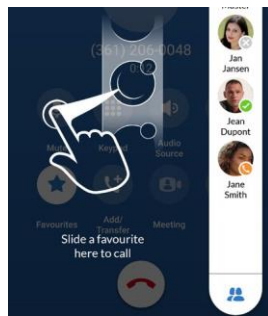 Master
(361) 206-0048
0:12
Jan
Jansen
Mute
Keypad
Audio
Source
Jean
Dupont
Favourites
Add/
Transfer
Meeting
Jane
Smith
Slide a favourite
here to call